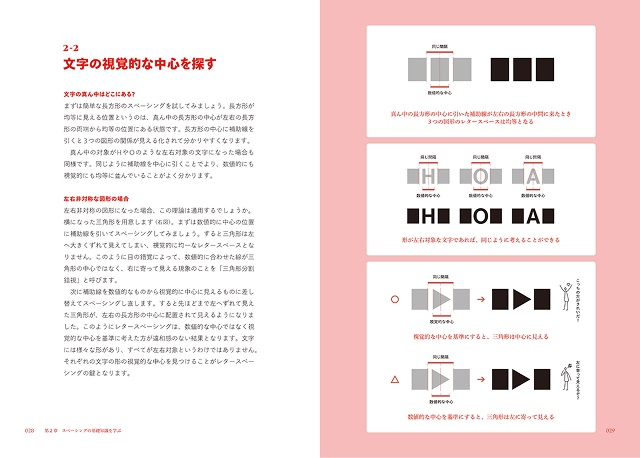 2-2
文字の視覚的な中心を探す
文字の真ん中はどこにある?
まずは簡単な長方形のスペーシングを試してみましょう。長方形が
均等に見える位置というのは、真ん中の長方形の中心が左右の長方
形の両端から均等の位置にある状態です。長方形の中心に補助線を
引くと3つの図形の関係が見える化されて分かりやすくなります。
真ん中の対象がHやOのような左右対象の文字になった場合も
同様です。同じように補助線を中心に引くことでより、数値的にも
視覚的にも均等に並んでいることがよく分かります。
左右非対称な図形の場合
左右非対称の図形になった場合、この理論は通用するでしょうか。
横になった三角形を用意します(右図)。まずは数値的に中心の位置
に補助線を引いてスペーシングしてみましょう。すると三角形は左
へ大きくずれて見えてしまい、視覚的に均一なレタースペースとな
りません。このように目の錯覚によって、数値的に合わせた線が三
角形の中心ではなく、右に寄って見える現象のことを「三角形分割
錯視」と呼びます。
次に補助線を数値的なものから視覚的に中心に見えるものに差し
替えてスペーシングし直します。すると先ほどまで左へずれて見え
た三角形が、左右の長方形の中心に配置されて見えるようになりま
した。このようにレタースペーシングは、数値的な中心ではなく視
覚的な中心を基準に考えた方が違和感のない結果となります。文字
には様々な形があり、すべてが左右対象というわけではありません。
それぞれの文字の形の視覚的な中心を見つけることがレタースペー
シングの鍵となります。
028 第2章 スペーシングの基礎知識を学ぶ
同じ間隔
数値的な中心
真ん中の長方形の中心に引いた補助線が左右の長方形の中間に来たとき
3つの図形のレタースペースは均等となる
同じ間隔 同じ間隔 同じ間隔
H O A
数値的な中心 数値的な中心 数値的な中心
H O A
形が左右対象な文字であれば、同じように考えることができる
同じ間隔
視覚的な中心
こっちの方がきれいだ!
視覚的な中心を基準にすると、三角形は中心に見える
同じ間隔
数値的な中心
左に寄って見えるぞ?
数値的な中心を基準にすると、三角形は左に寄って見える
029